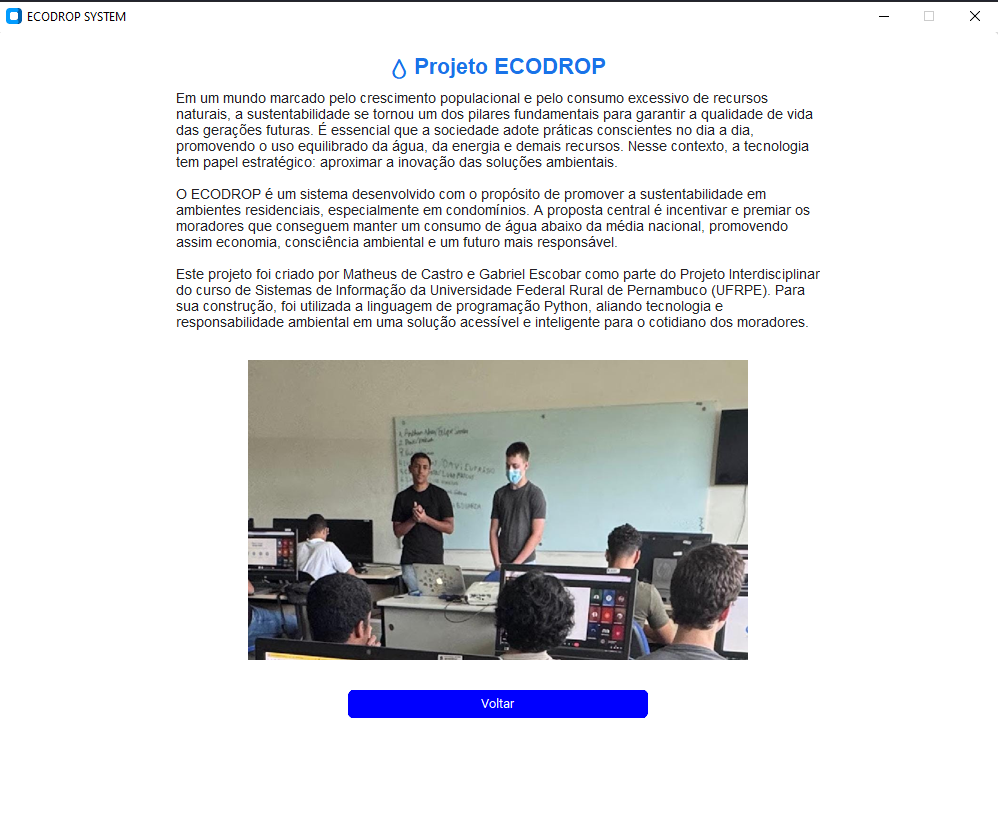 ECODROP SYSTEM
Projeto ECODROP
Em um mundo marcado pelo crescimento populacional e pelo consumo excessivo de recursos
naturais, a sustentabilidade se tornou um dos pilares fundamentais para garantir a qualidade de vida
das gerações futuras. É essencial que a sociedade adote práticas conscientes no dia a dia,
promovendo o uso equilibrado da água, da energia e demais recursos. Nesse contexto, a tecnologia
tem papel estratégico: aproximar a inovação das soluções ambientais.
O ECODROP é um sistema desenvolvido com o propósito de promover a sustentabilidade em
ambientes residenciais, especialmente em condomínios. A proposta central é incentivar e premiar os
moradores que conseguem manter um consumo de água abaixo da média nacional, promovendo
assim economia, consciência ambiental e um futuro mais responsável.
Este projeto foi criado por Matheus de Castro e Gabriel Escobar como parte do Projeto Interdisciplinar
do curso de Sistemas de Informação da Universidade Federal Rural de Pernambuco (UFRPE). Para
sua construção, foi utilizada a linguagem de programação Python, aliando tecnologia e
responsabilidade ambiental em uma solução acessível e inteligente para o cotidiano dos moradores.
Voltar